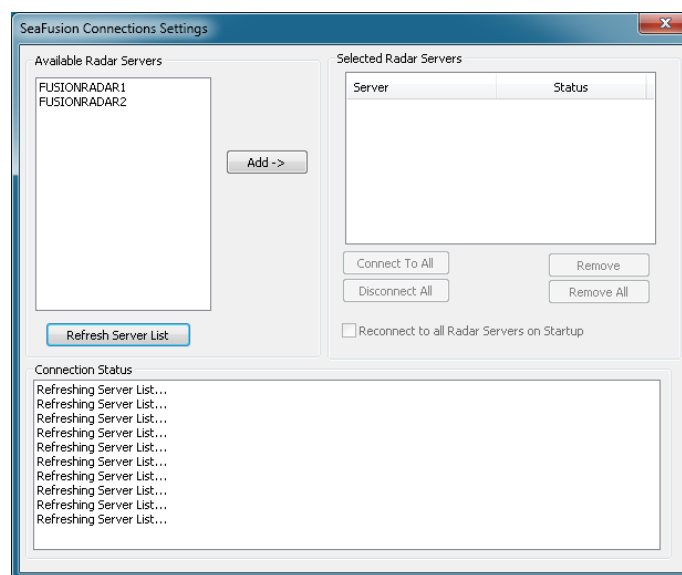 SeaFusion Connections Settings
Available Radar Servers
FUSIONRADAR1
FUSIONRADAR2
Add ->
Refresh Server List
Selected Radar Servers
Server Status
Connect To All Remove
Disconnect All Remove All
Reconnect to all Radar Servers on Startup
Connection Status
Refreshing Server List...
Refreshing Server List...
Refreshing Server List...
Refreshing Server List...
Refreshing Server List...
Refreshing Server List...
Refreshing Server List...
Refreshing Server List...
Refreshing Server List...
Refreshing Server List...